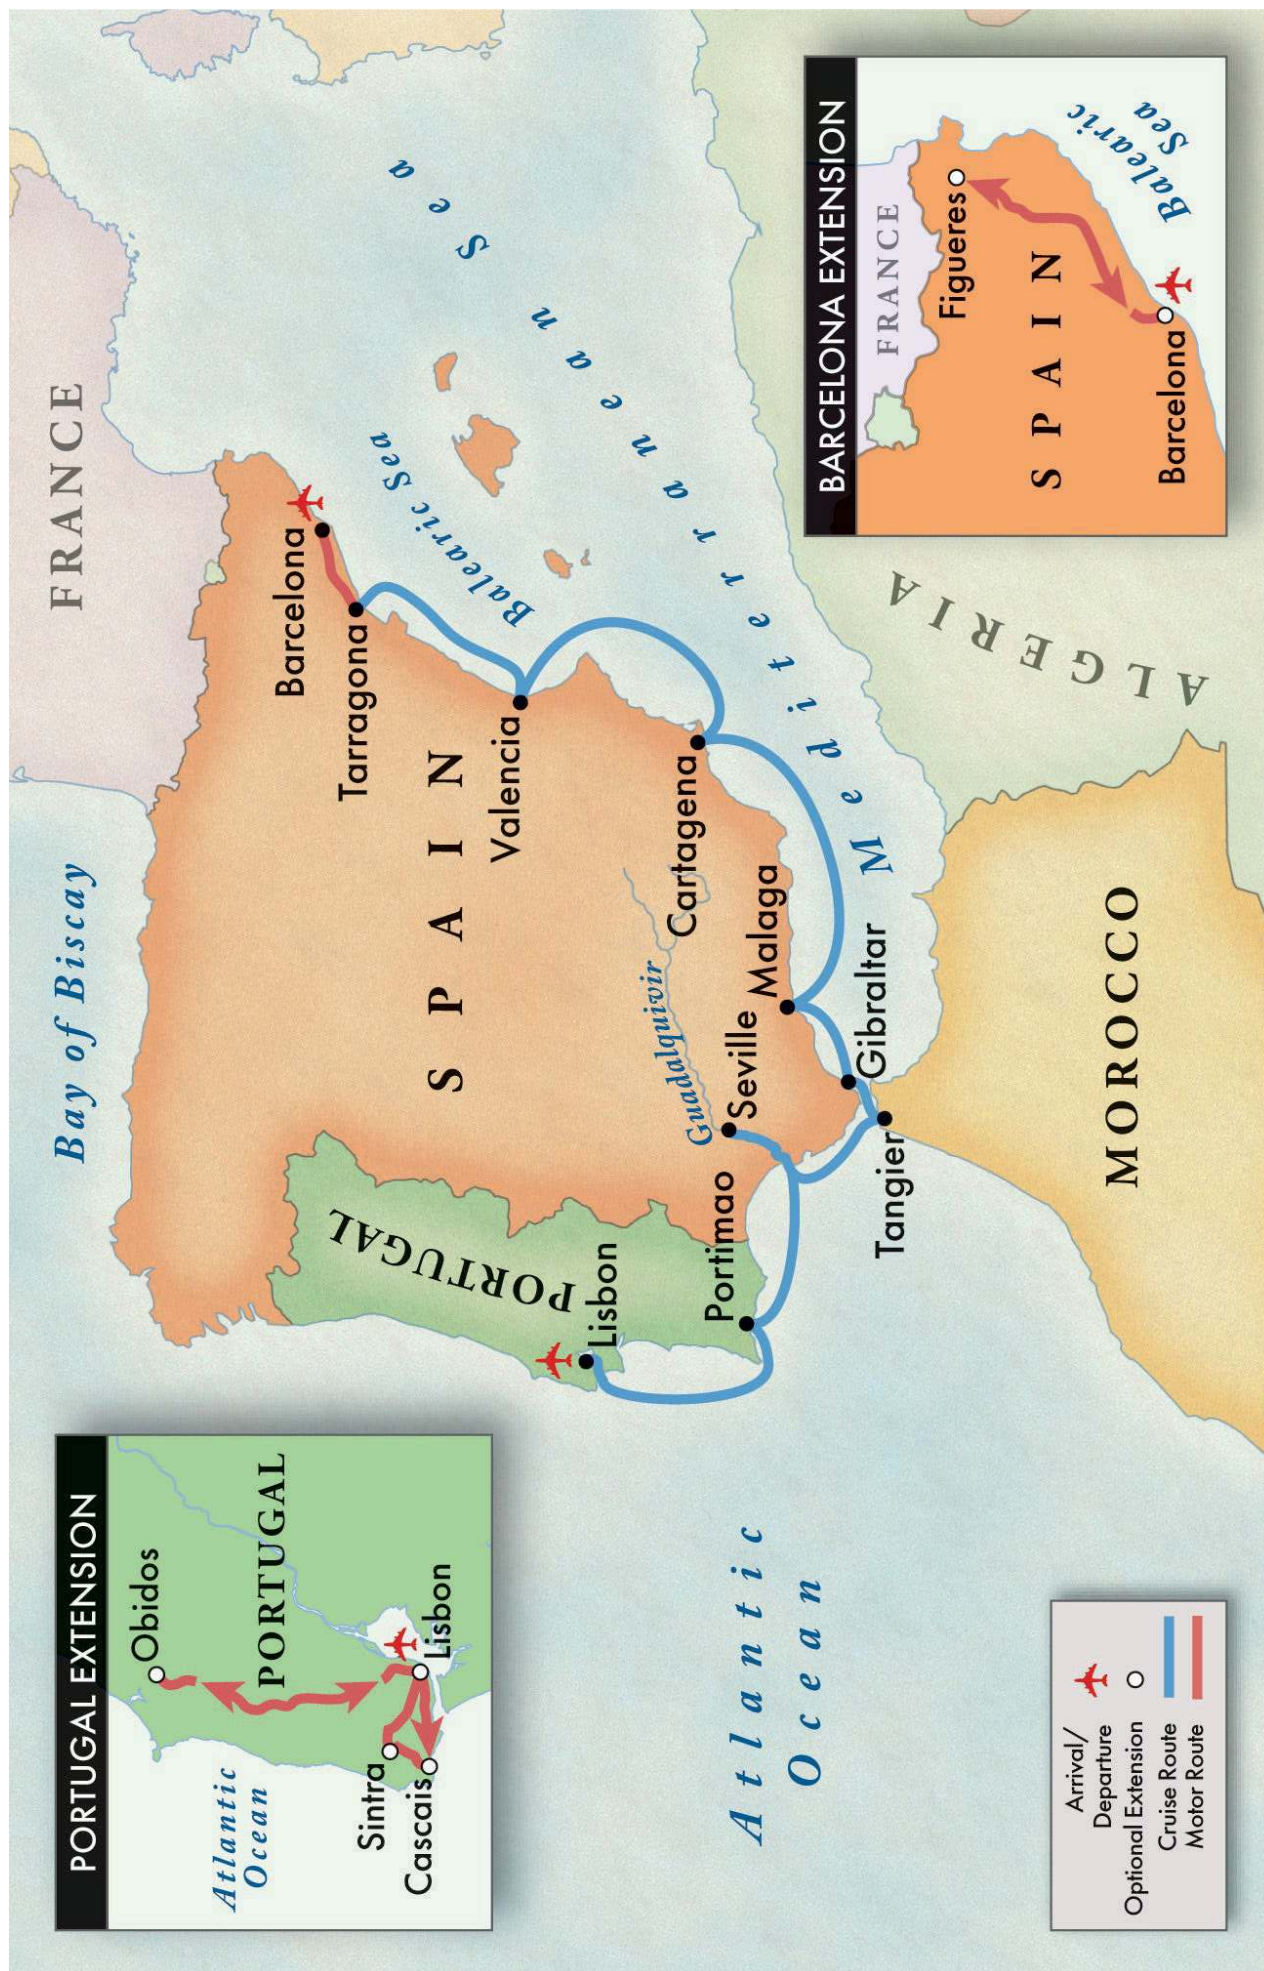 PORTUGAL EXTENSION
Obidos
PORTUGAL
Atlantic
Ocean
Sintra
Cascais
Lisbon
Bay of Biscay
FRANCE
Barcelona
Tarragona
SPAIN
Valencia
Balearic Sea
Mediterranean Sea
PORTUGAL
Lisbon
Portimao
Guadalquivir
Seville
Cartagena
Malaga
Gibraltar
Tangier
Atlantic
Ocean
MOROCCO
ALGERIA
Arrival/
Departure
Optional Extension
Cruise Route
Motor Route
BARCELONA EXTENSION
FRANCE
Figueres
SPAIN
Barcelona
Balearic
Sea